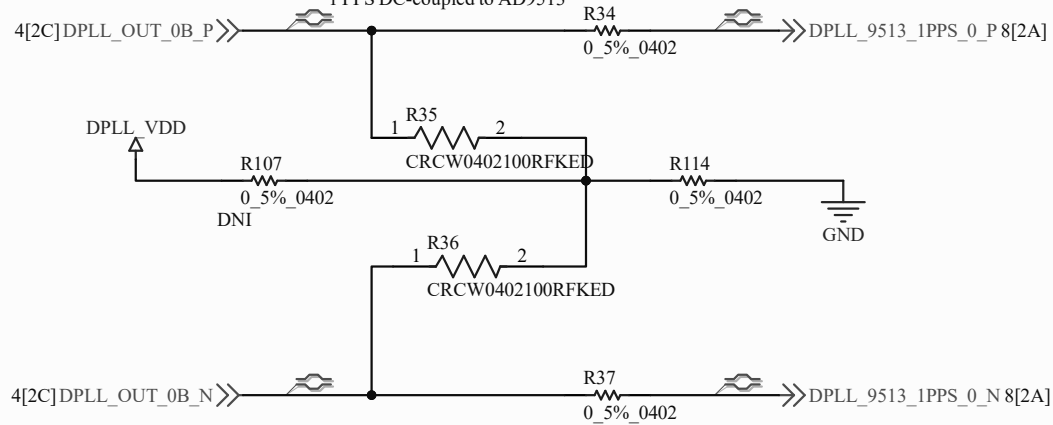 1PPS DC-coupled to AD9513
4[2C] DPLL_OUT_0B_P
R34
0_5%_0402
DPLL_9513_1PPS_0_P 8[2A]
R35
1 2
CRCW0402100RFKED
DPLL_VDD
R107
0_5%_0402
DNI
R114
0_5%_0402
GND
R36
1 2
CRCW0402100RFKED
4[2C] DPLL_OUT_0B_N
R37
0_5%_0402
DPLL_9513_1PPS_0_N 8[2A]